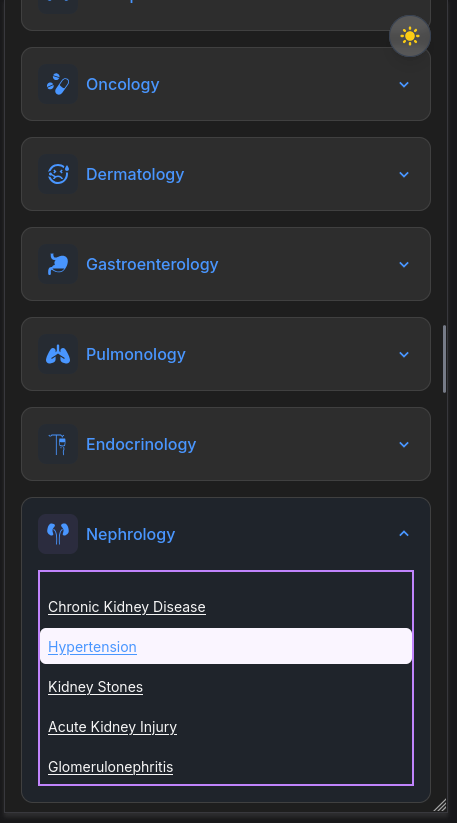 Oncology
Dermatology
Gastroenterology
Pulmonology
Endocrinology
Nephrology
Chronic Kidney Disease
Hypertension
Kidney Stones
Acute Kidney Injury
Glomerulonephritis